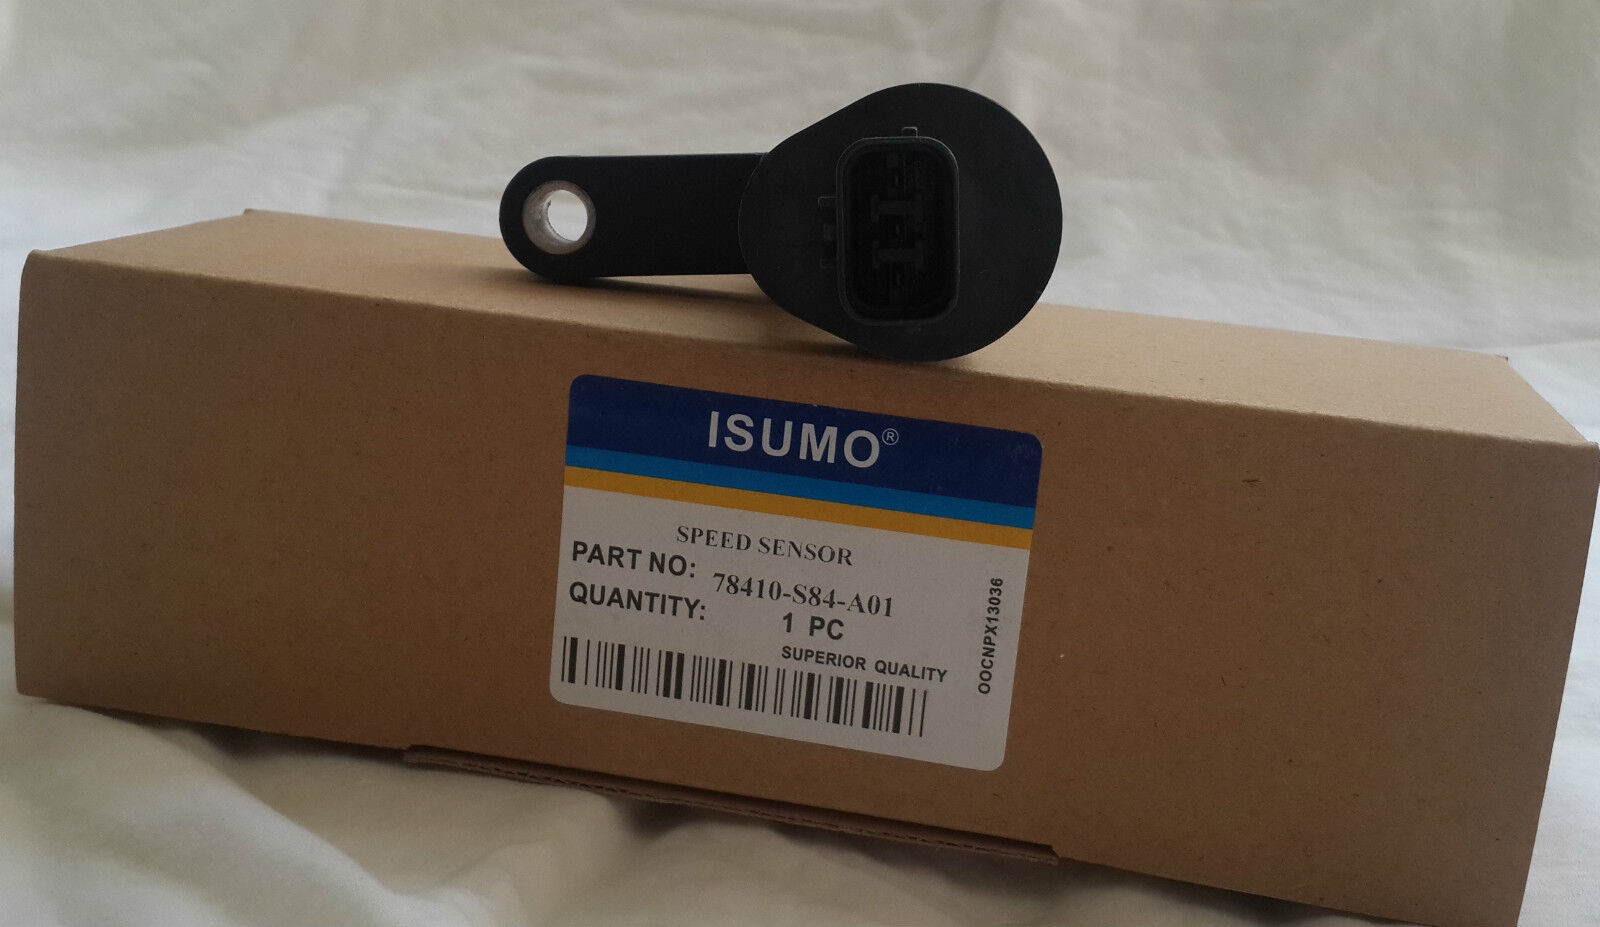 ISUMO®
SPEED SENSOR
PART NO: 78410-S84-A01
QUANTITY: 1 PC
SUPERIOR QUALITY
OOCNPX13036